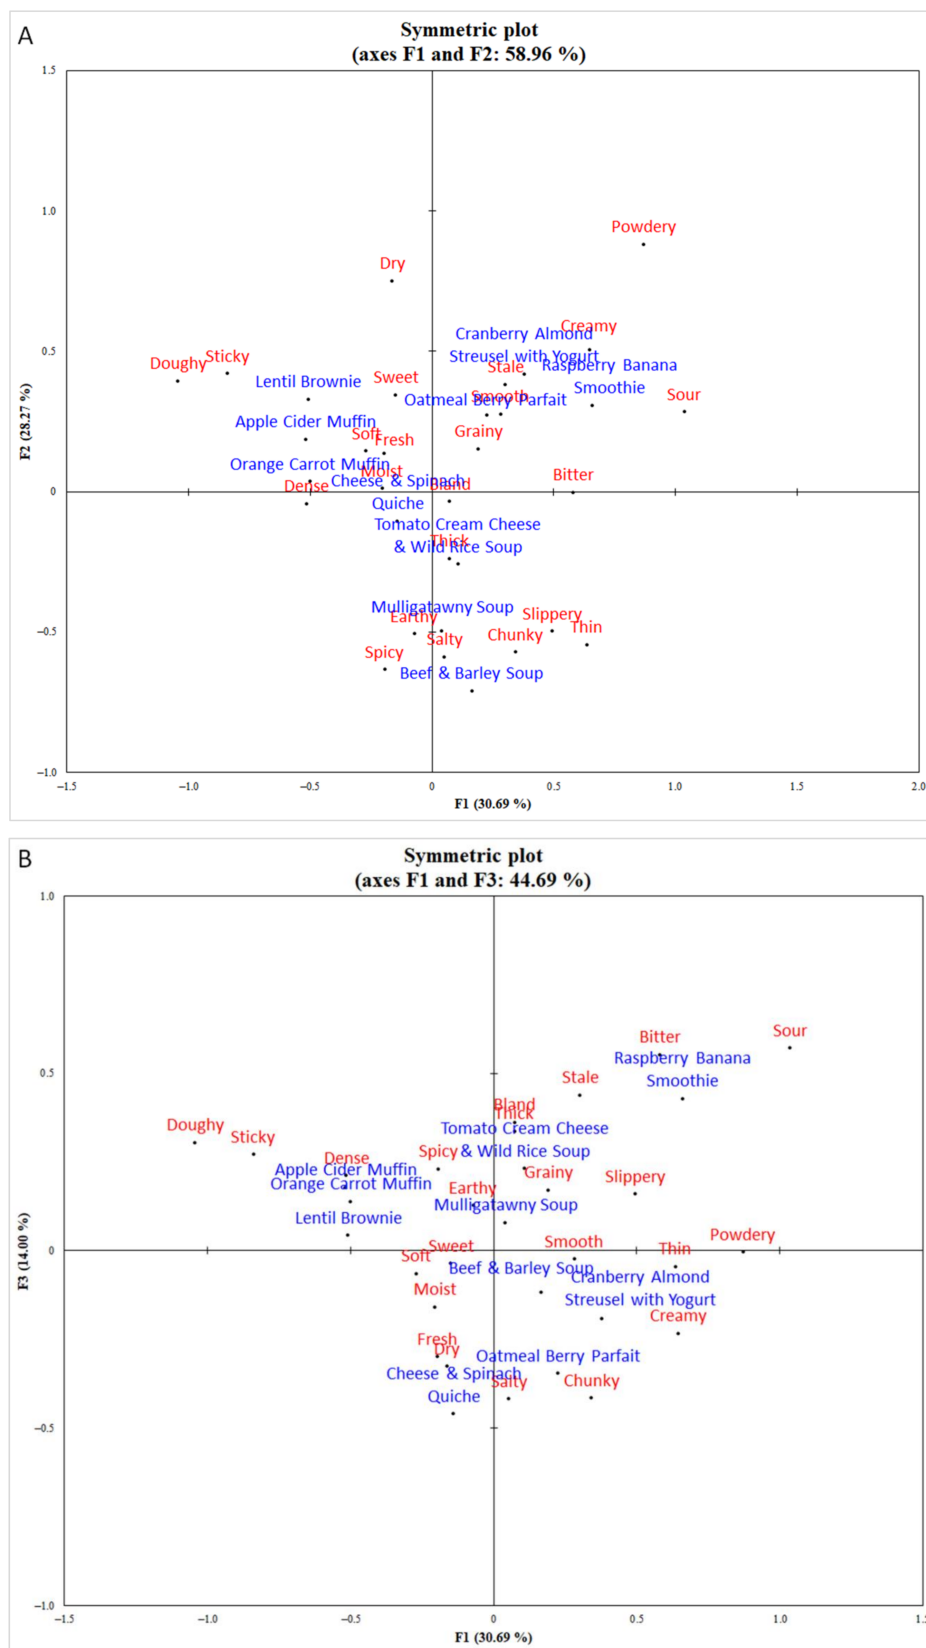 A
Symmetric plot
(axes F1 and F2: 58.96 %)
1.5
1.0
Powdery
Dry
Creamy
Cranberry Almond
0.5
Sticky
Doughy
Streusel with Yogurt
Stale
Raspberry Banana
Lentil Brownie
Sweet
Smoothie
Sour
Smooth
Oatmeal Berry Parfait
Apple Cider Muffin
Soft
Fresh
Grainy
Orange Carrot Muffin
Moist
Cheese & Spinach
Bitter
Dense
Bland
0
Quiche
Tomato Cream Cheese
Thick
& Wild Rice Soup
Mulligatawny Soup
Earthy
Slippery
−0.5
Thin
Salty
Chunky
Spicy
Beef & Barley Soup
−1.0
−1.5
−1.0
−0.5
0
0.5
1.0
1.5
2.0
F2 (28.27 %)
F1 (30.69 %)
B
Symmetric plot
(axes F1 and F3: 44.69 %)
1.0
Bitter
Sour
Raspberry Banana
0.5
Stale
Smoothie
Bland
Thick
Doughy
Tomato Cream Cheese
Sticky
Spicy
& Wild Rice Soup
Dense
Apple Cider Muffin
Grainy
Slippery
Orange Carrot Muffin
Earthy
Mulligatawny Soup
Lentil Brownie
Powdery
Sweet
Smooth
Thin
0
Soft
Beef & Barley Soup
Cranberry Almond
Moist
Streusel with Yogurt
Creamy
Fresh
Dry
Oatmeal Berry Parfait
Cheese & Spinach
Salty
Chunky
Quiche
−0.5
−1.0
−1.5
−1.0
−0.5
0
0.5
1.0
1.5
F3 (14.00 %)
F1 (30.69 %)